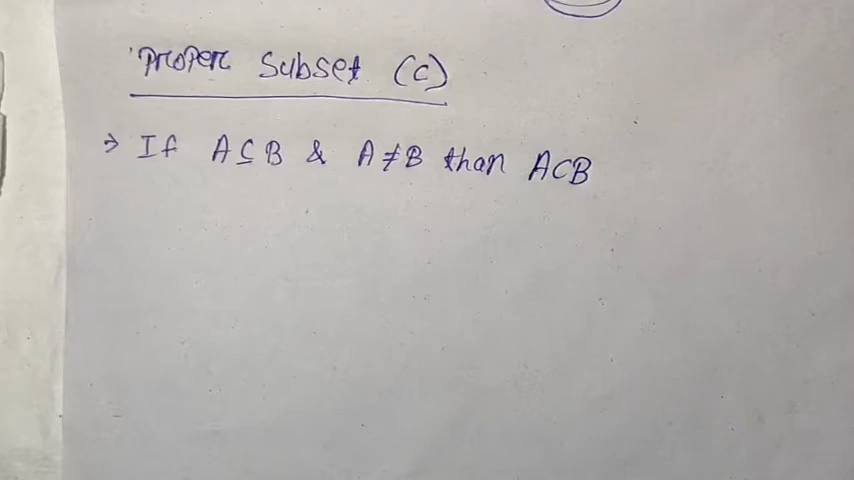 Proper Subset (⊂)
→ If A⊆B & A≠B than A⊂B